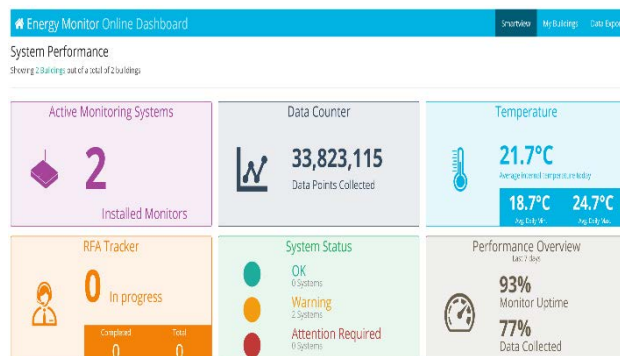 Energy Monitor Online Dashboard
Smartview My Buildings Data Expor
System Performance
Showing 2 Buildings out of a total of 2 buildings
Active Monitoring Systems
2
Installed Monitors
Data Counter
33,823,115
Data Points Collected
Temperature
21.7°C
Average internal temperature today
18.7°C 24.7°C
Avg. Daily Min. Avg. Daily Max.
RFA Tracker
0 In progress
Completed Total
0 0
System Status
OK
0 Systems
Warning
2 Systems
Attention Required
0 Systems
Performance Overview
Last 7 days
93%
Monitor Uptime
77%
Data Collected